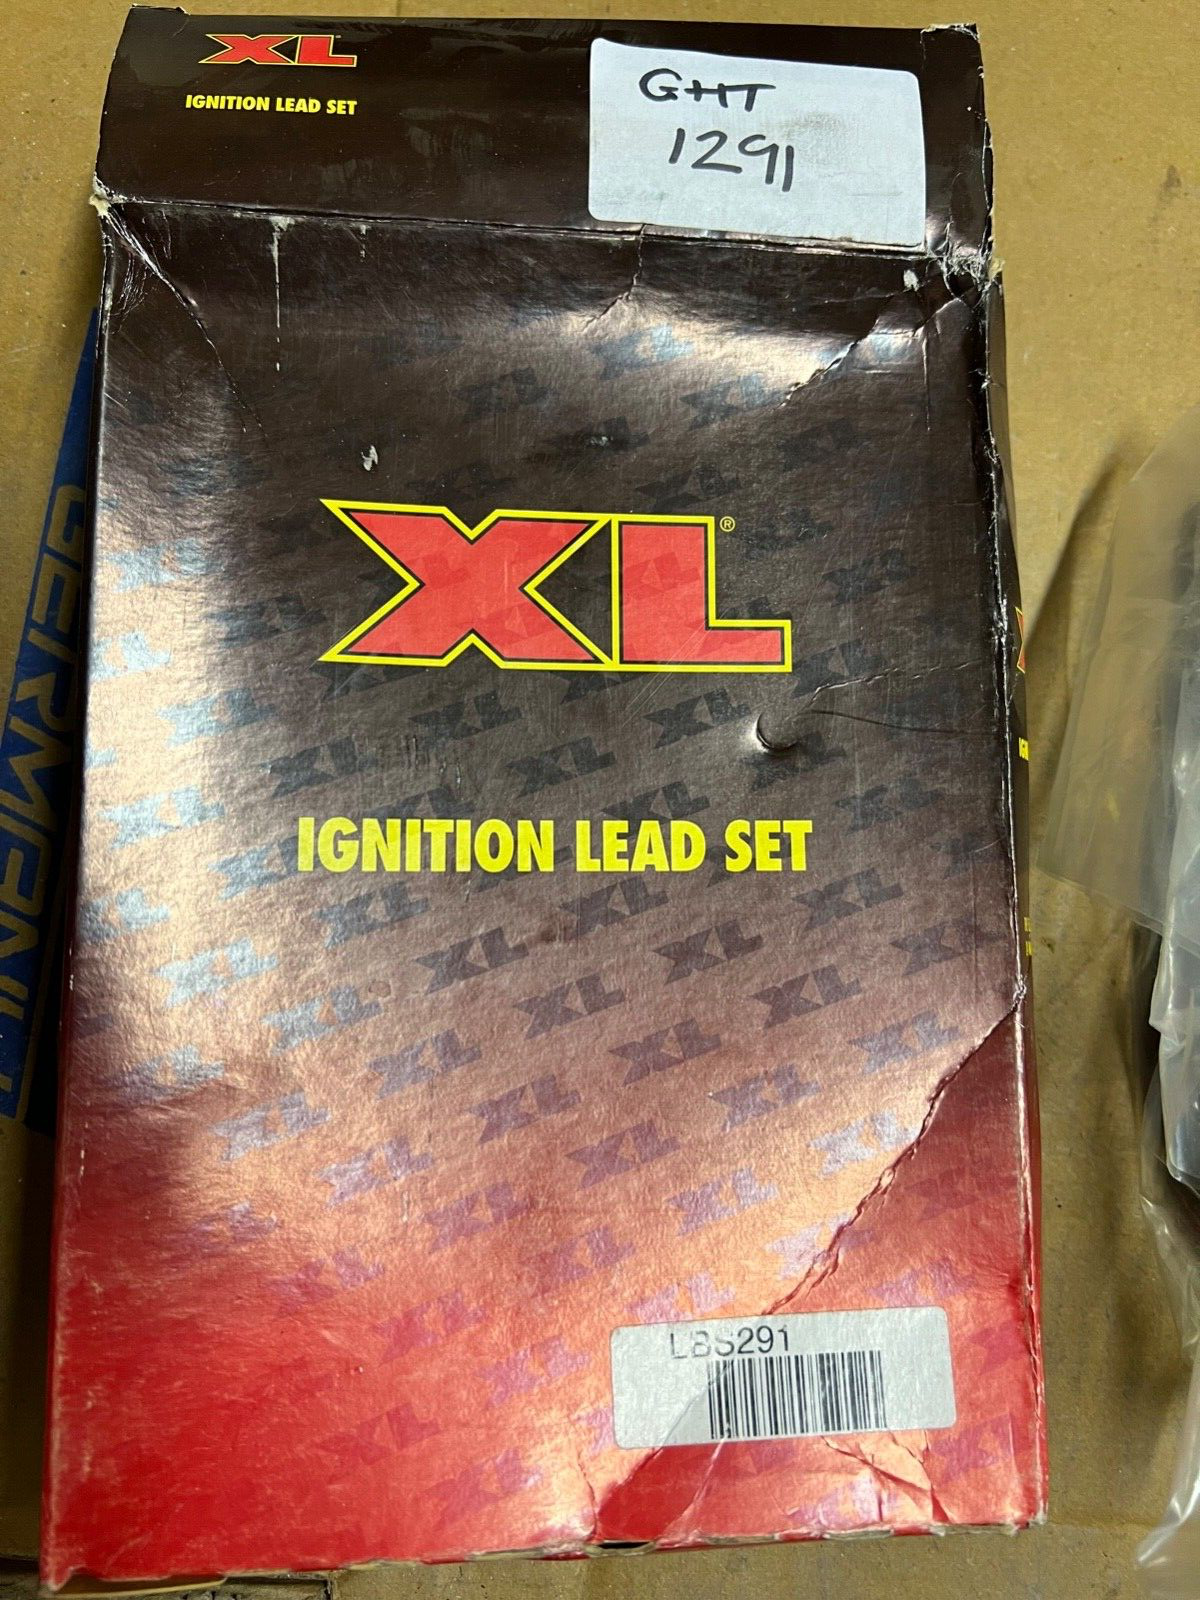 XL
IGNITION LEAD SET
GHT
1291
XL®
IGNITION LEAD SET
LBS291